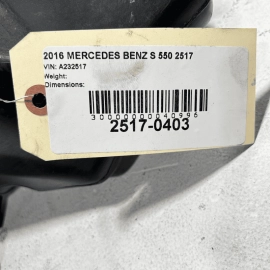 2016 MERCEDES BENZ S 550 2517
VIN: A232517
Weight:
Dimensions:
30000000040996
2517-0403